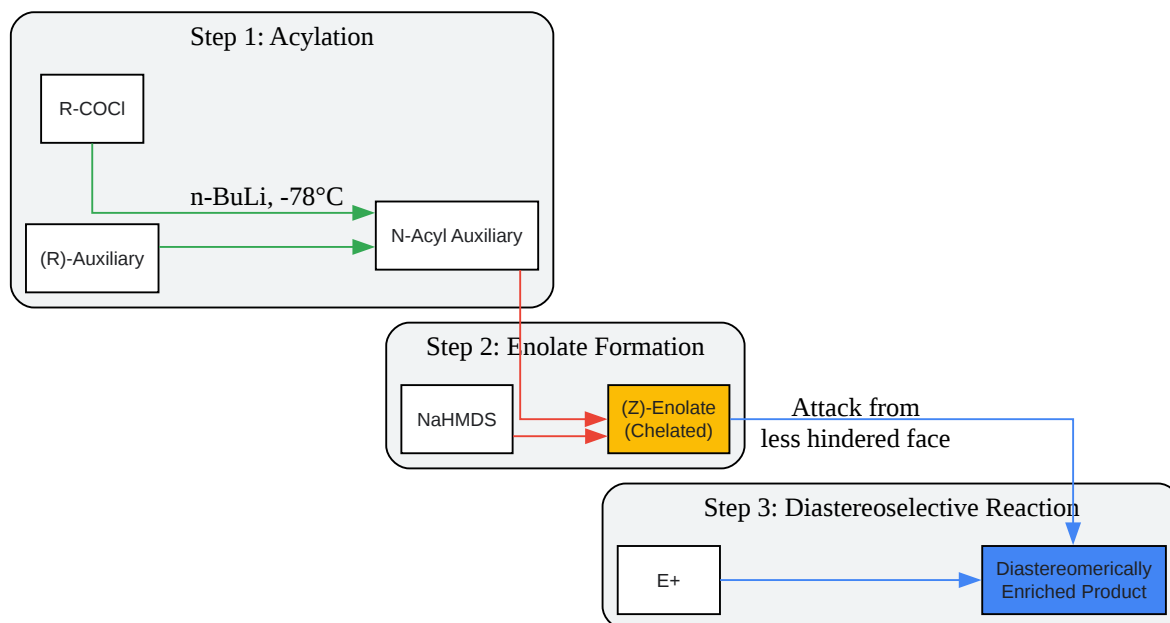 Step 1: Acylation
R-COCl
n-BuLi, -78°C
(R)-Auxiliary
N-Acyl Auxiliary
Step 2: Enolate Formation
NaHMDS
(Z)-Enolate
(Chelated)
Attack from
less hindered face
Step 3: Diastereoselective Reaction
E+
Diastereomerically
Enriched Product